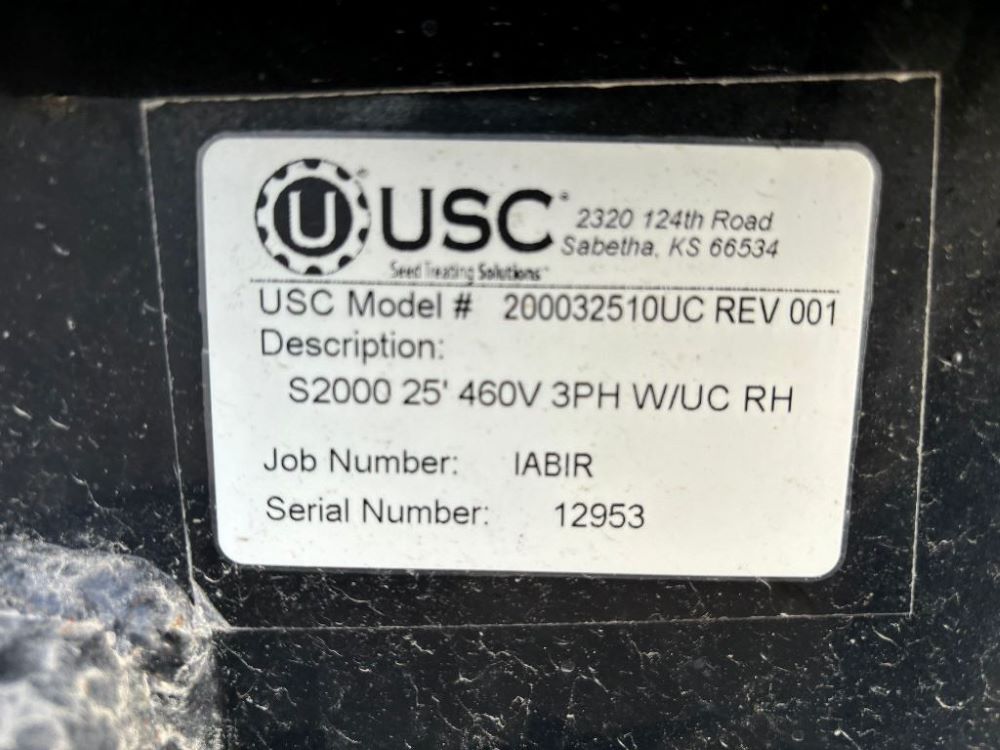 U USC®
2320 124th Road
Sabetha, KS 66534
Seed Treating Solutions™
USC Model # 200032510UC REV 001
Description:
S2000 25' 460V 3PH W/UC RH
Job Number: IABIR
Serial Number: 12953